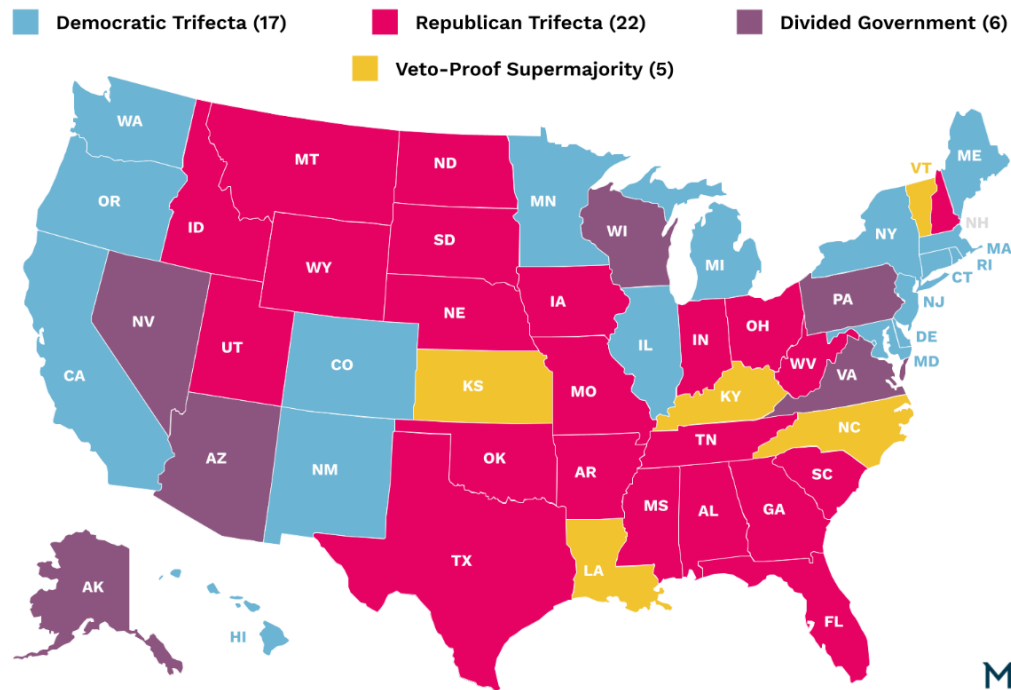 Democratic Trifecta (17)
Republican Trifecta (22)
Divided Government (6)
Veto-Proof Supermajority (5)
WA
MT
ND
MN
ME
VT
OR
ID
SD
WI
NY
NH
MA
RI
CT
WY
MI
IA
NE
PA
NJ
NV
UT
CO
IL
IN
OH
DE
MD
WV
VA
CA
KS
MO
KY
NC
TN
AZ
NM
OK
AR
SC
MS
AL
GA
TX
LA
AK
HI
FL
M